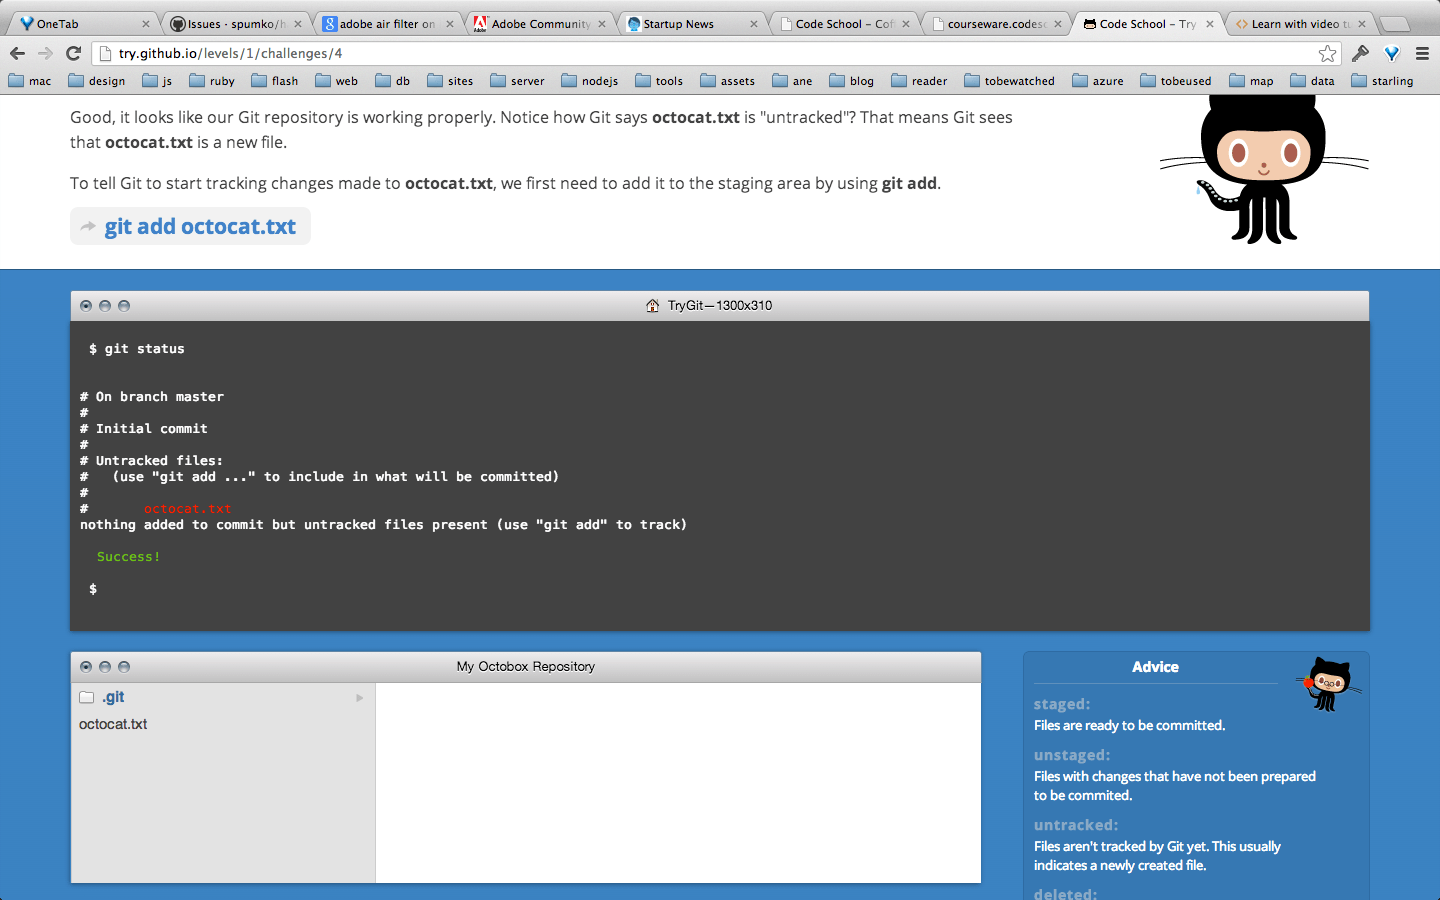 OneTab
Issues · spumko/h
adobe air filter on
Adobe Community
Startup News
Code School – Cof
courseware.codes
Code School – Try
Learn with video tu
try.github.io/levels/1/challenges/4
mac design js ruby flash web db sites server nodejs tools assets ane blog reader tobewatched azure tobeused map data starling
Good, it looks like our Git repository is working properly. Notice how Git says octocat.txt is "untracked"? That means Git sees
that octocat.txt is a new file.
To tell Git to start tracking changes made to octocat.txt, we first need to add it to the staging area by using git add.
git add octocat.txt
TryGit—1300x310
$ git status
# On branch master
#
# Initial commit
#
# Untracked files:
#   (use "git add ..." to include in what will be committed)
#
#       octocat.txt
nothing added to commit but untracked files present (use "git add" to track)
Success!
$
My Octobox Repository
.git
octocat.txt
Advice
staged:
Files are ready to be committed.
unstaged:
Files with changes that have not been prepared
to be commited.
untracked:
Files aren't tracked by Git yet. This usually
indicates a newly created file.
deleted: